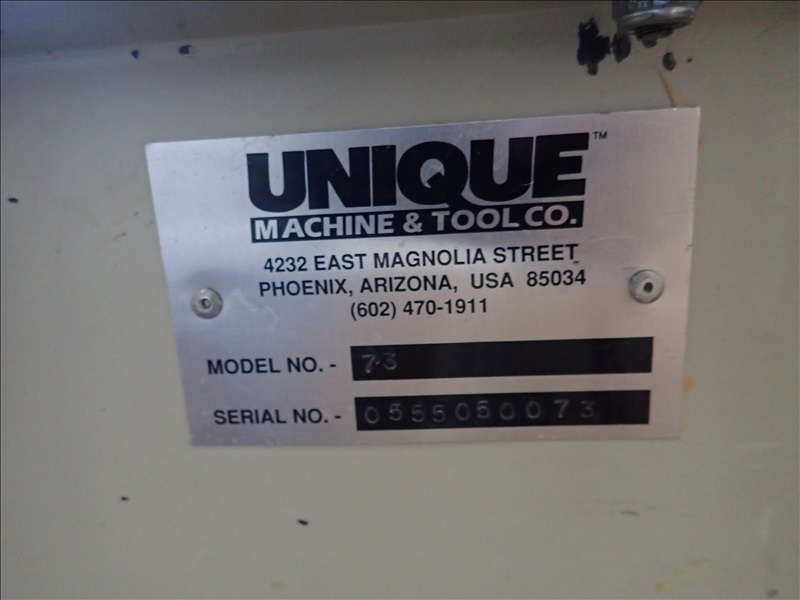 UNIQUE™
MACHINE & TOOL CO.
4232 EAST MAGNOLIA STREET
PHOENIX, ARIZONA, USA 85034
(602) 470-1911
MODEL NO. - 7.3
SERIAL NO. - 0555050073